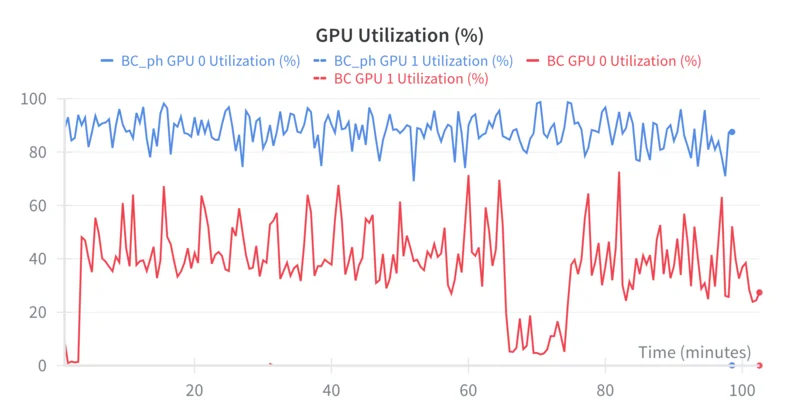 GPU Utilization (%)
BC_ph GPU 0 Utilization (%) BC_ph GPU 1 Utilization (%) BC GPU 0 Utilization (%)
BC GPU 1 Utilization (%)
100
80
60
40
20
0
Time (minutes)
20 40 60 80 100